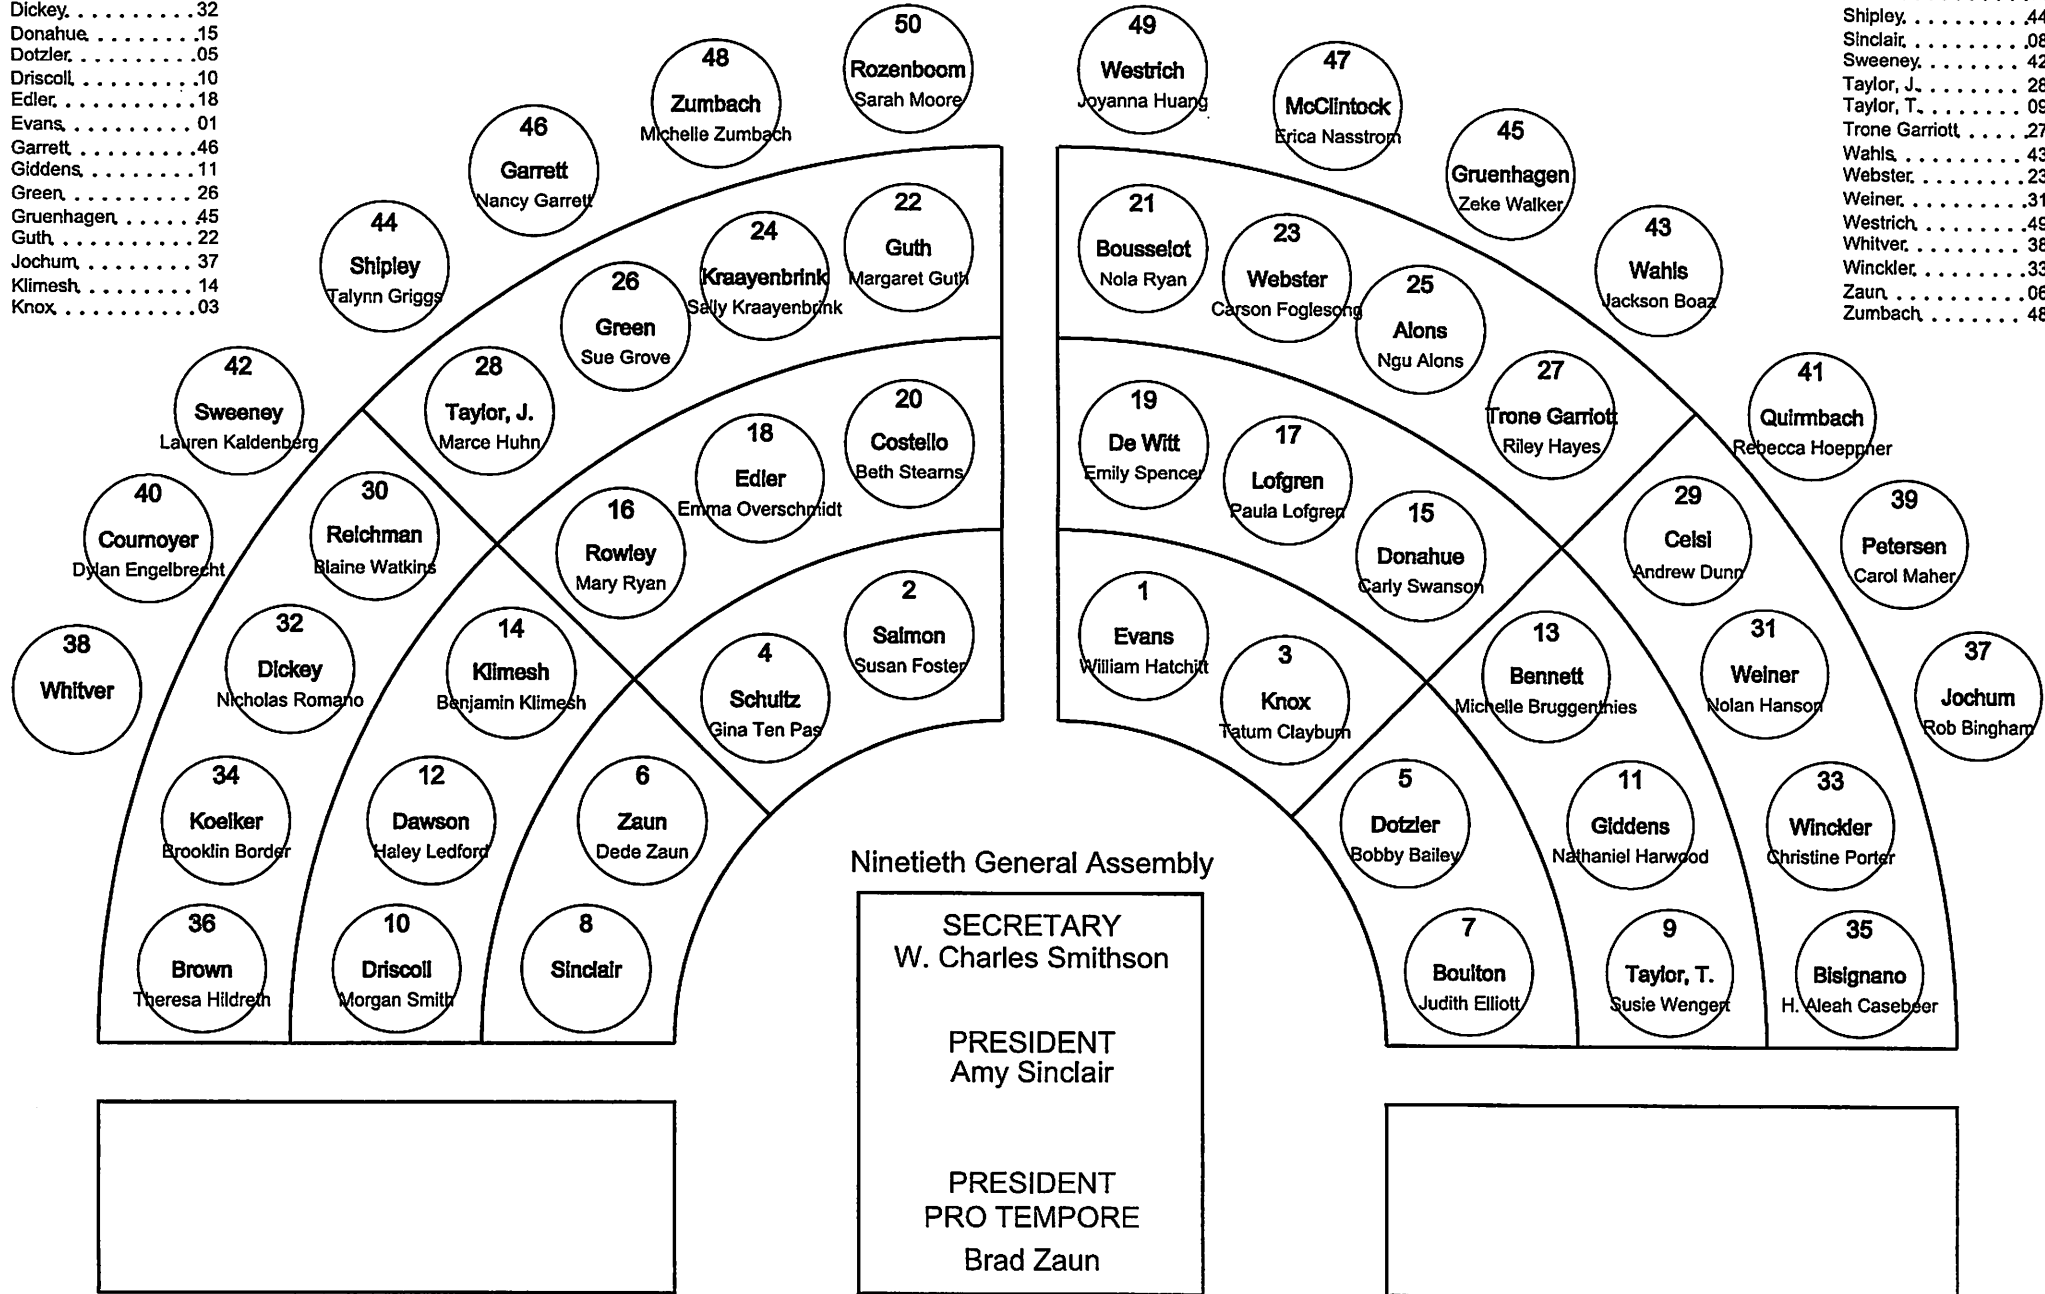 Dickey. . . . . . . . . . .32
Donahue. . . . . . . . . .15
Dotzler. . . . . . . . . . .05
Driscoll. . . . . . . . . . .10
Edler. . . . . . . . . . . .18
Evans. . . . . . . . . . . .01
Garrett. . . . . . . . . . .46
Giddens. . . . . . . . . .11
Green. . . . . . . . . . . .26
Gruenhagen. . . . . . .45
Guth. . . . . . . . . . . . .22
Jochum. . . . . . . . . . .37
Klimesh. . . . . . . . . .14
Knox. . . . . . . . . . . . .03
Shipley. . . . . . . . . . .44
Sinclair. . . . . . . . . . .08
Sweeney. . . . . . . . . 42
Taylor, J. . . . . . . . . . 28
Taylor, T. . . . . . . . . . 09
Trone Garriott . . . . . 27
Wahls. . . . . . . . . . . .43
Webster. . . . . . . . . .23
Weiner. . . . . . . . . . .31
Westrich. . . . . . . . . .49
Whitver. . . . . . . . . . .38
Winckler. . . . . . . . . .33
Zaun. . . . . . . . . . . . 06
Zumbach. . . . . . . . . 48
50
Rozenboom
Sarah Moore
49
Westrich
Joyanna Huang
48
Zumbach
Michelle Zumbach
47
McClintock
Erica Nasstrom
46
Garrett
Nancy Garrett
45
Gruenhagen
Zeke Walker
44
Shipley
Talynn Griggs
43
Wahls
Jackson Boaz
42
Sweeney
Lauren Kaldenberg
41
Quirmbach
Rebecca Hoeppner
40
Cournoyer
Dylan Engelbrecht
39
Petersen
Carol Maher
38
Whitver
37
Jochum
Rob Bingham
22
Guth
Margaret Guth
21
Bousselot
Nola Ryan
24
Kraayenbrink
Sally Kraayenbrink
23
Webster
Carson Foglesong
26
Green
Sue Grove
25
Alons
Ngu Alons
28
Taylor, J.
Marce Huhn
27
Trone Garriott
Riley Hayes
30
Reichman
Blaine Watkins
29
Celsi
Andrew Dunn
32
Dickey
Nicholas Romano
31
Weiner
Nolan Hanson
34
Koelker
Brooklin Border
33
Winckler
Christine Porter
36
Brown
Theresa Hildreth
35
Bisignano
H. Aleah Casebeer
20
Costello
Beth Stearns
19
De Witt
Emily Spencer
18
Edler
Emma Overschmidt
17
Lofgren
Paula Lofgren
16
Rowley
Mary Ryan
15
Donahue
Carly Swanson
14
Klimesh
Benjamin Klimesh
13
Bennett
Michelle Bruggenthies
12
Dawson
Haley Ledford
11
Giddens
Nathaniel Harwood
10
Driscoll
Morgan Smith
9
Taylor, T.
Susie Wengert
2
Salmon
Susan Foster
1
Evans
William Hatchitt
4
Schultz
Gina Ten Pas
3
Knox
Tatum Clayburn
6
Zaun
Dede Zaun
5
Dotzler
Bobby Bailey
8
Sinclair
7
Boulton
Judith Elliott
Ninetieth General Assembly
SECRETARY
W. Charles Smithson
PRESIDENT
Amy Sinclair
PRESIDENT
PRO TEMPORE
Brad Zaun